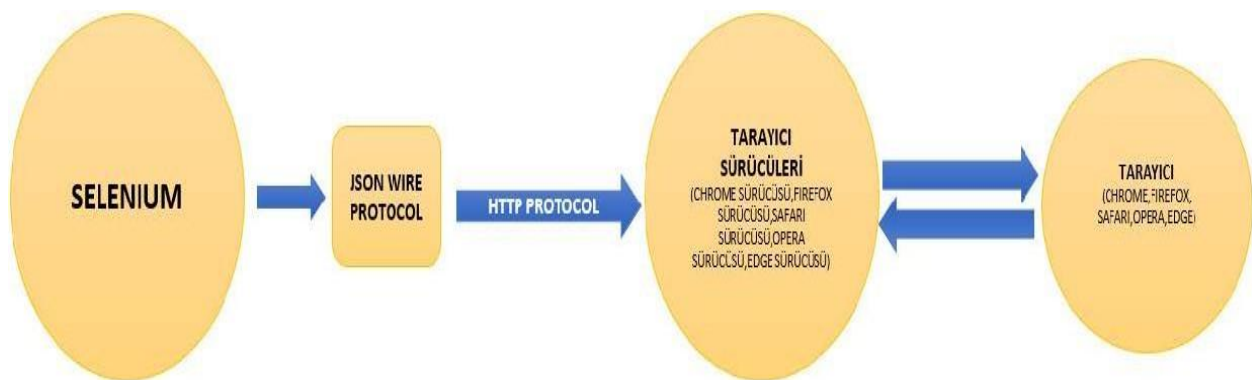 SELENIUM
JSON WIRE
PROTOCOL
HTTP PROTOCOL
TARAYICI
SÜRÜCÜLERİ
(CHROME SÜRÜCÜSÜ,FIREFOX
SÜRÜCÜSÜ,SAFARI
SÜRÜCÜSÜ,OPERA
SÜRÜCÜSÜ,EDGE SÜRÜCÜSÜ)
TARAYICI
(CHROME,FIREFOX,
SAFARI,OPERA,EDGE)